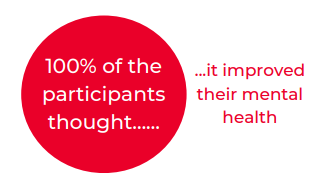 100% of the
participants
thought......
...it improved
their mental
health